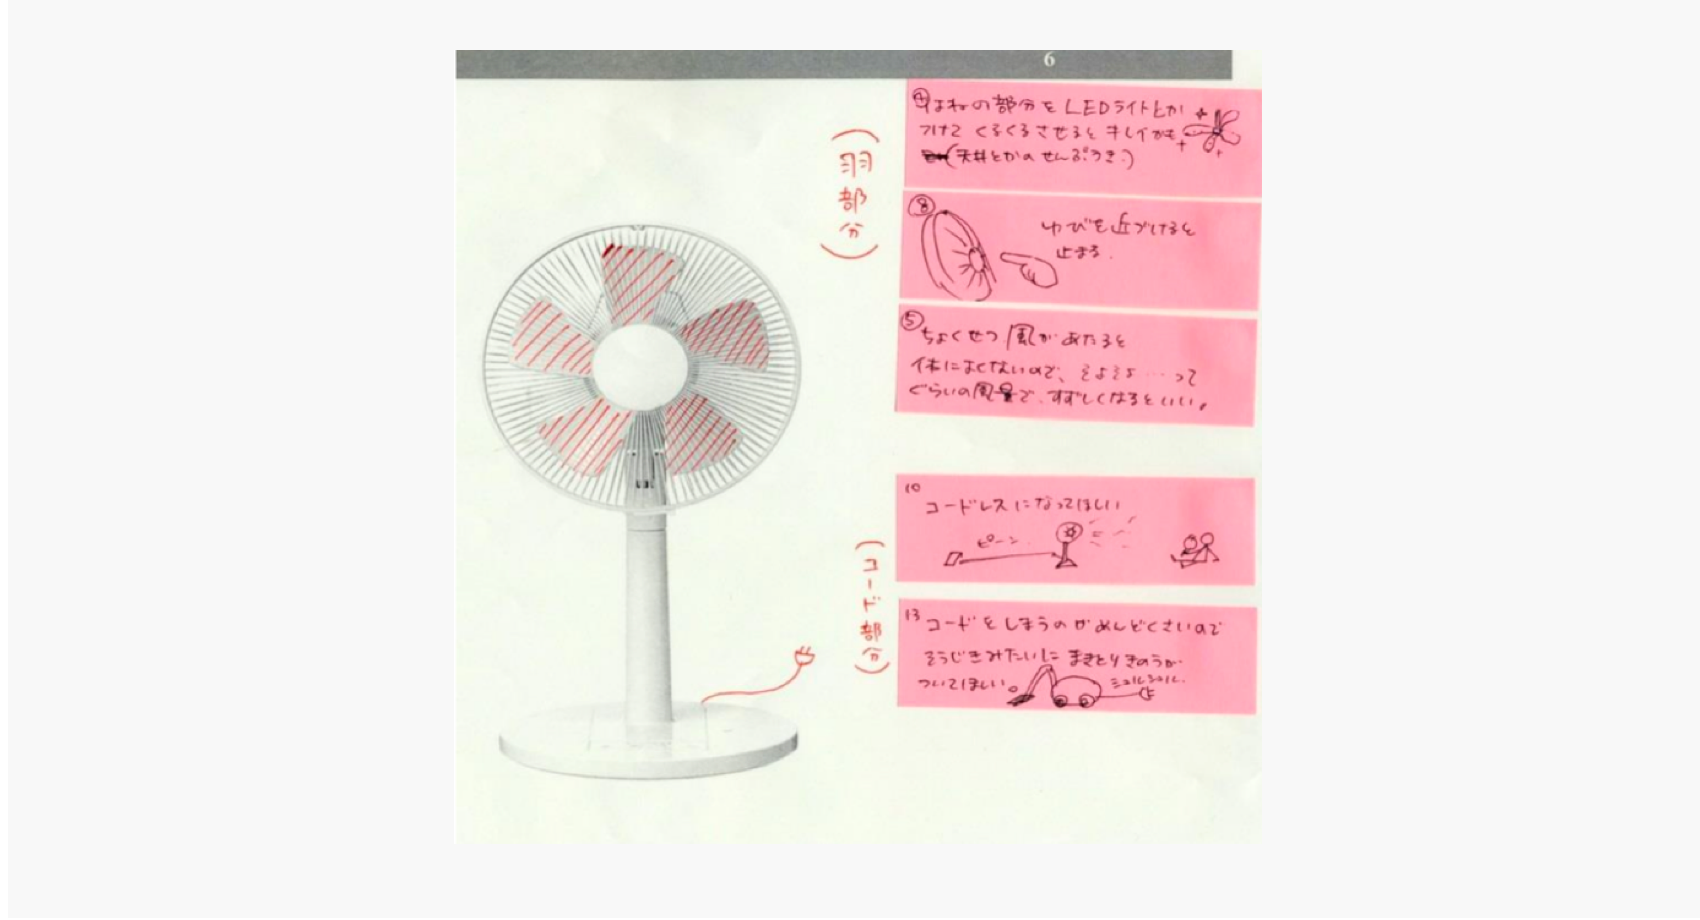 6
(羽部分)
はねの部分をLEDライトとか
つけて くるくるさせると キレイかも
(天井とかの せんぷうき)
⑧
ゆびを近づけると
止まる.
⑤ちょくせつ風があたると
体によくないので、そよそよ…って
ぐらいの風量で、すずしくなるといい。
(コード部分)
10
コードレスになってほしい
ピーン
13 コードをしまうのがめんどくさいので
そうじきみたいに まきとりきのうが
ついてほしい。
シュルシュル.